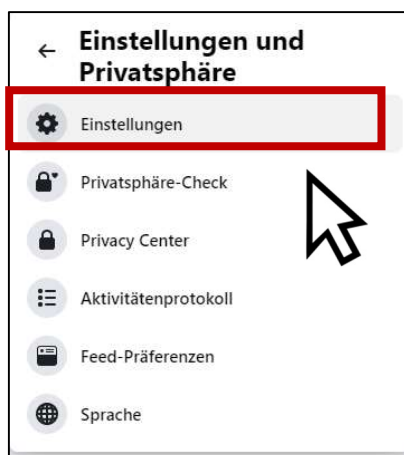 Einstellungen und
Privatsphäre
Einstellungen
Privatsphäre-Check
Privacy Center
Aktivitätenprotokoll
Feed-Präferenzen
Sprache